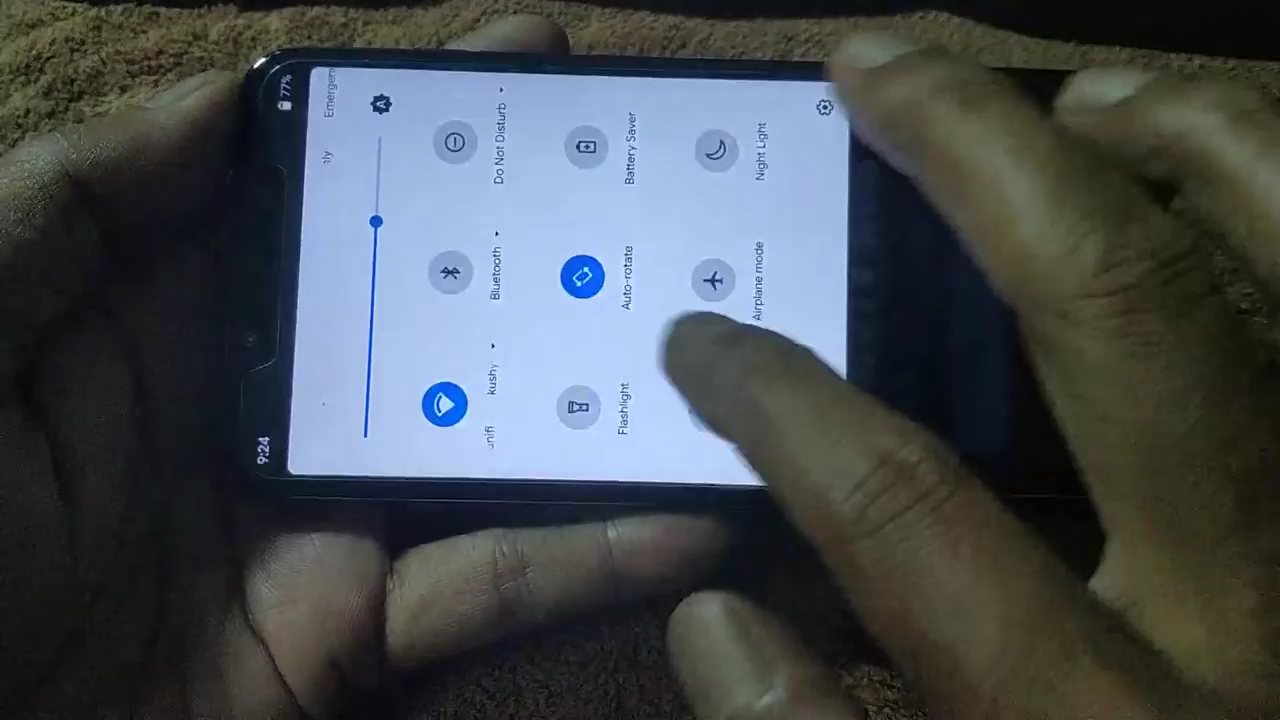 9:24
77%
Emergen
nly
kushy
unifi
Bluetooth
Do Not Disturb
Flashlight
Auto-rotate
Battery Saver
Airplane mode
Night Light